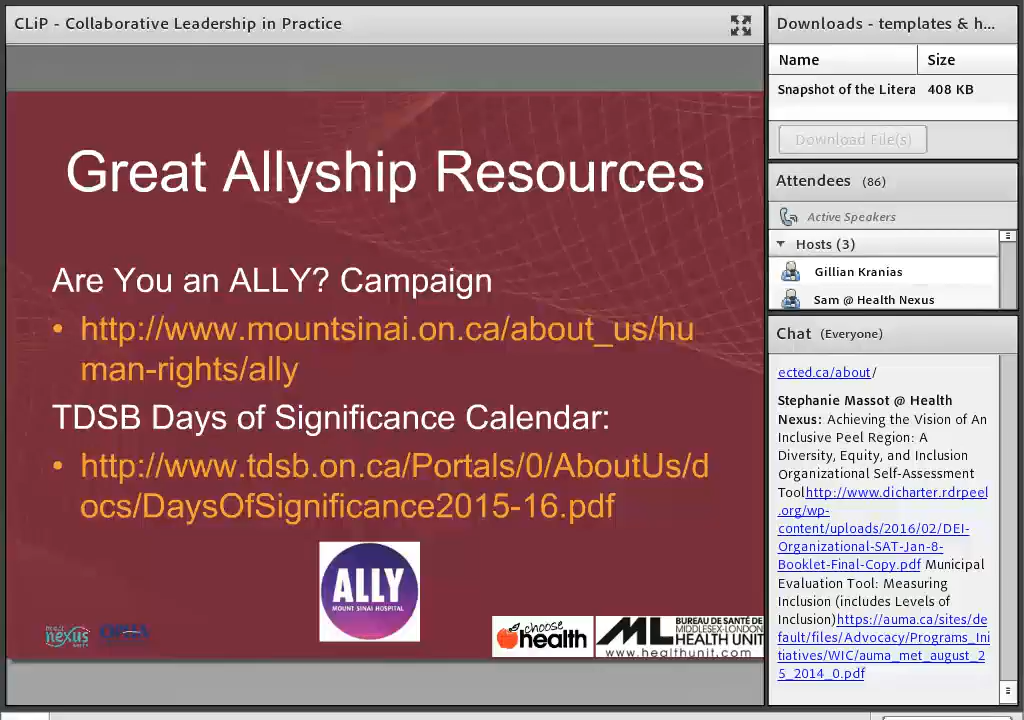 CLiP - Collaborative Leadership in Practice
Great Allyship Resources
Are You an ALLY? Campaign
• http://www.mountsinai.on.ca/about_us/hu
man-rights/ally
TDSB Days of Significance Calendar:
• http://www.tdsb.on.ca/Portals/0/AboutUs/d
ocs/DaysOfSignificance2015-16.pdf
ALLY
MOUNT SINAI HOSPITAL
nexus
choose
health
ML
BUREAU DE SANTÉ DE
MIDDLESEX-LONDON
HEALTH UNIT
www.healthunit.com
Downloads - templates & h...
Name Size
Snapshot of the Litera 408 KB
Download File(s)
Attendees (86)
Active Speakers
Hosts (3)
Gillian Kranias
Sam @ Health Nexus
Chat (Everyone)
ected.ca/about/
Stephanie Massot @ Health
Nexus: Achieving the Vision of An
Inclusive Peel Region: A
Diversity, Equity, and Inclusion
Organizational Self-Assessment
Toolhttp://www.dicharter.rdrpeel
.org/wp-
content/uploads/2016/02/DEI-
Organizational-SAT-Jan-8-
Booklet-Final-Copy.pdf Municipal
Evaluation Tool: Measuring
Inclusion (includes Levels of
Inclusion)https://auma.ca/sites/de
fault/files/Advocacy/Programs_Ini
tiatives/WIC/auma_met_august_2
5_2014_0.pdf